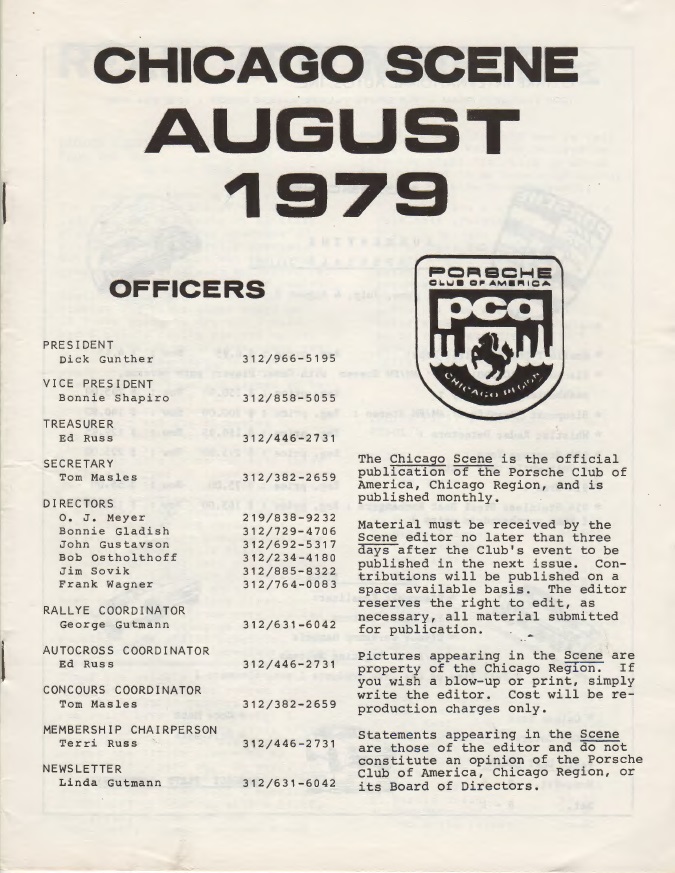 CHICAGO SCENE
AUGUST
1979
OFFICERS
PRESIDENT
Dick Gunther 312/966-5195
VICE PRESIDENT
Bonnie Shapiro 312/858-5055
TREASURER
Ed Russ 312/446-2731
SECRETARY
Tom Masles 312/382-2659
DIRECTORS
O. J. Meyer 219/838-9232
Bonnie Gladish 312/729-4706
John Gustavson 312/692-5317
Bob Ostholthoff 312/234-4180
Jim Sovik 312/885-8322
Frank Wagner 312/764-0083
RALLYE COORDINATOR
George Gutmann 312/631-6042
AUTOCROSS COORDINATOR
Ed Russ 312/446-2731
CONCOURS COORDINATOR
Tom Masles 312/382-2659
MEMBERSHIP CHAIRPERSON
Terri Russ 312/446-2731
NEWSLETTER
Linda Gutmann 312/631-6042
PORSCHE
CLUB OF AMERICA
pca
CHICAGO REGION
The Chicago Scene is the official
publication of the Porsche Club of
America, Chicago Region, and is
published monthly.
Material must be received by the
Scene editor no later than three
days after the Club's event to be
published in the next issue. Con-
tributions will be published on a
space available basis. The editor
reserves the right to edit, as
necessary, all material submitted
for publication.
Pictures appearing in the Scene are
property of the Chicago Region. If
you wish a blow-up or print, simply
write the editor. Cost will be re-
production charges only.
Statements appearing in the Scene
are those of the editor and do not
constitute an opinion of the Porsche
Club of America, Chicago Region, or
its Board of Directors.